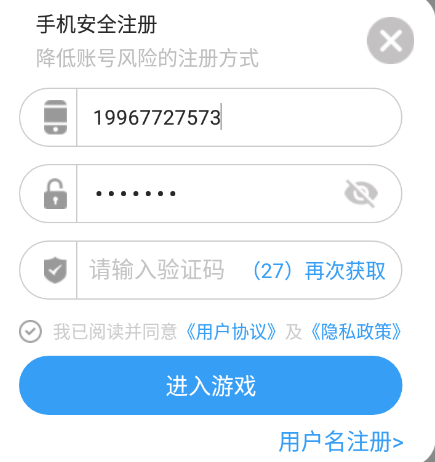 手机安全注册
降低账号风险的注册方式
19967727573
•••••••
请输入验证码 （27）再次获取
我已阅读并同意《用户协议》及《隐私政策》
进入游戏
用户名注册>